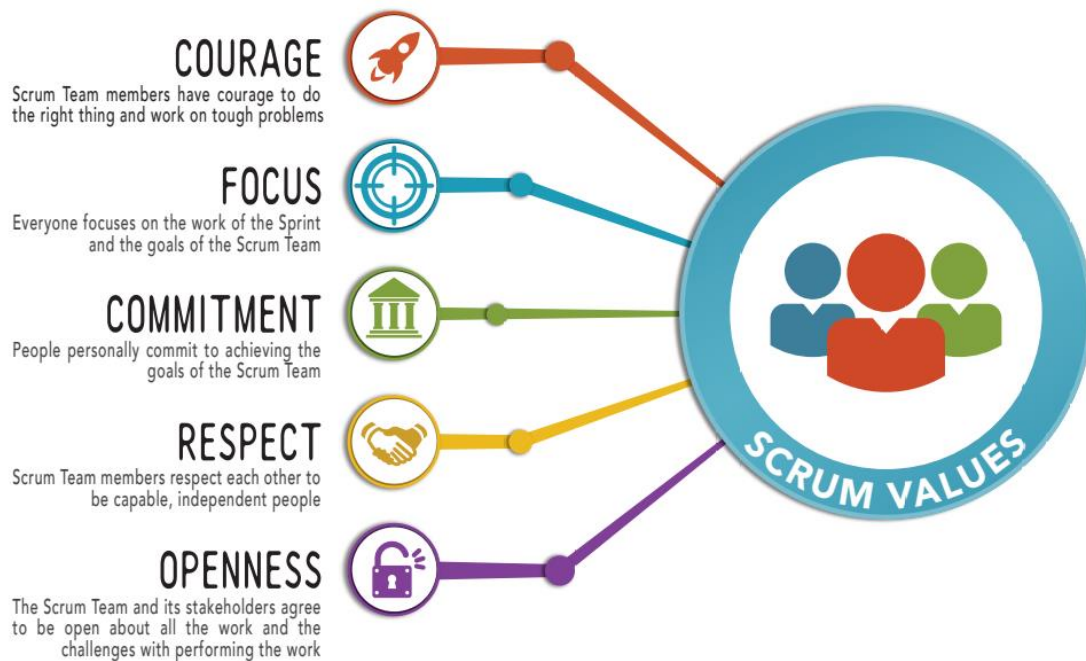 COURAGE
Scrum Team members have courage to do
the right thing and work on tough problems
FOCUS
Everyone focuses on the work of the Sprint
and the goals of the Scrum Team
COMMITMENT
People personally commit to achieving the
goals of the Scrum Team
RESPECT
Scrum Team members respect each other to
be capable, independent people
OPENNESS
The Scrum Team and its stakeholders agree
to be open about all the work and the
challenges with performing the work
SCRUM VALUES